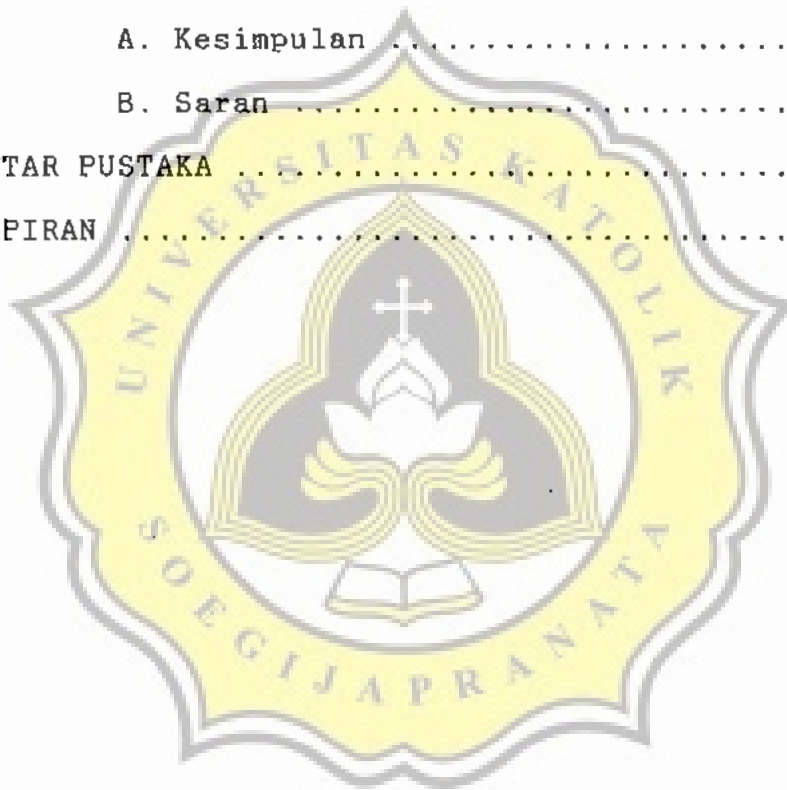 A. Kesimpulan ......................
B. Saran ...........................
TAR PUSTAKA ........................
PIRAN ..............................
UNIVERSITAS KATOLIK
SOEGIJAPRANATA